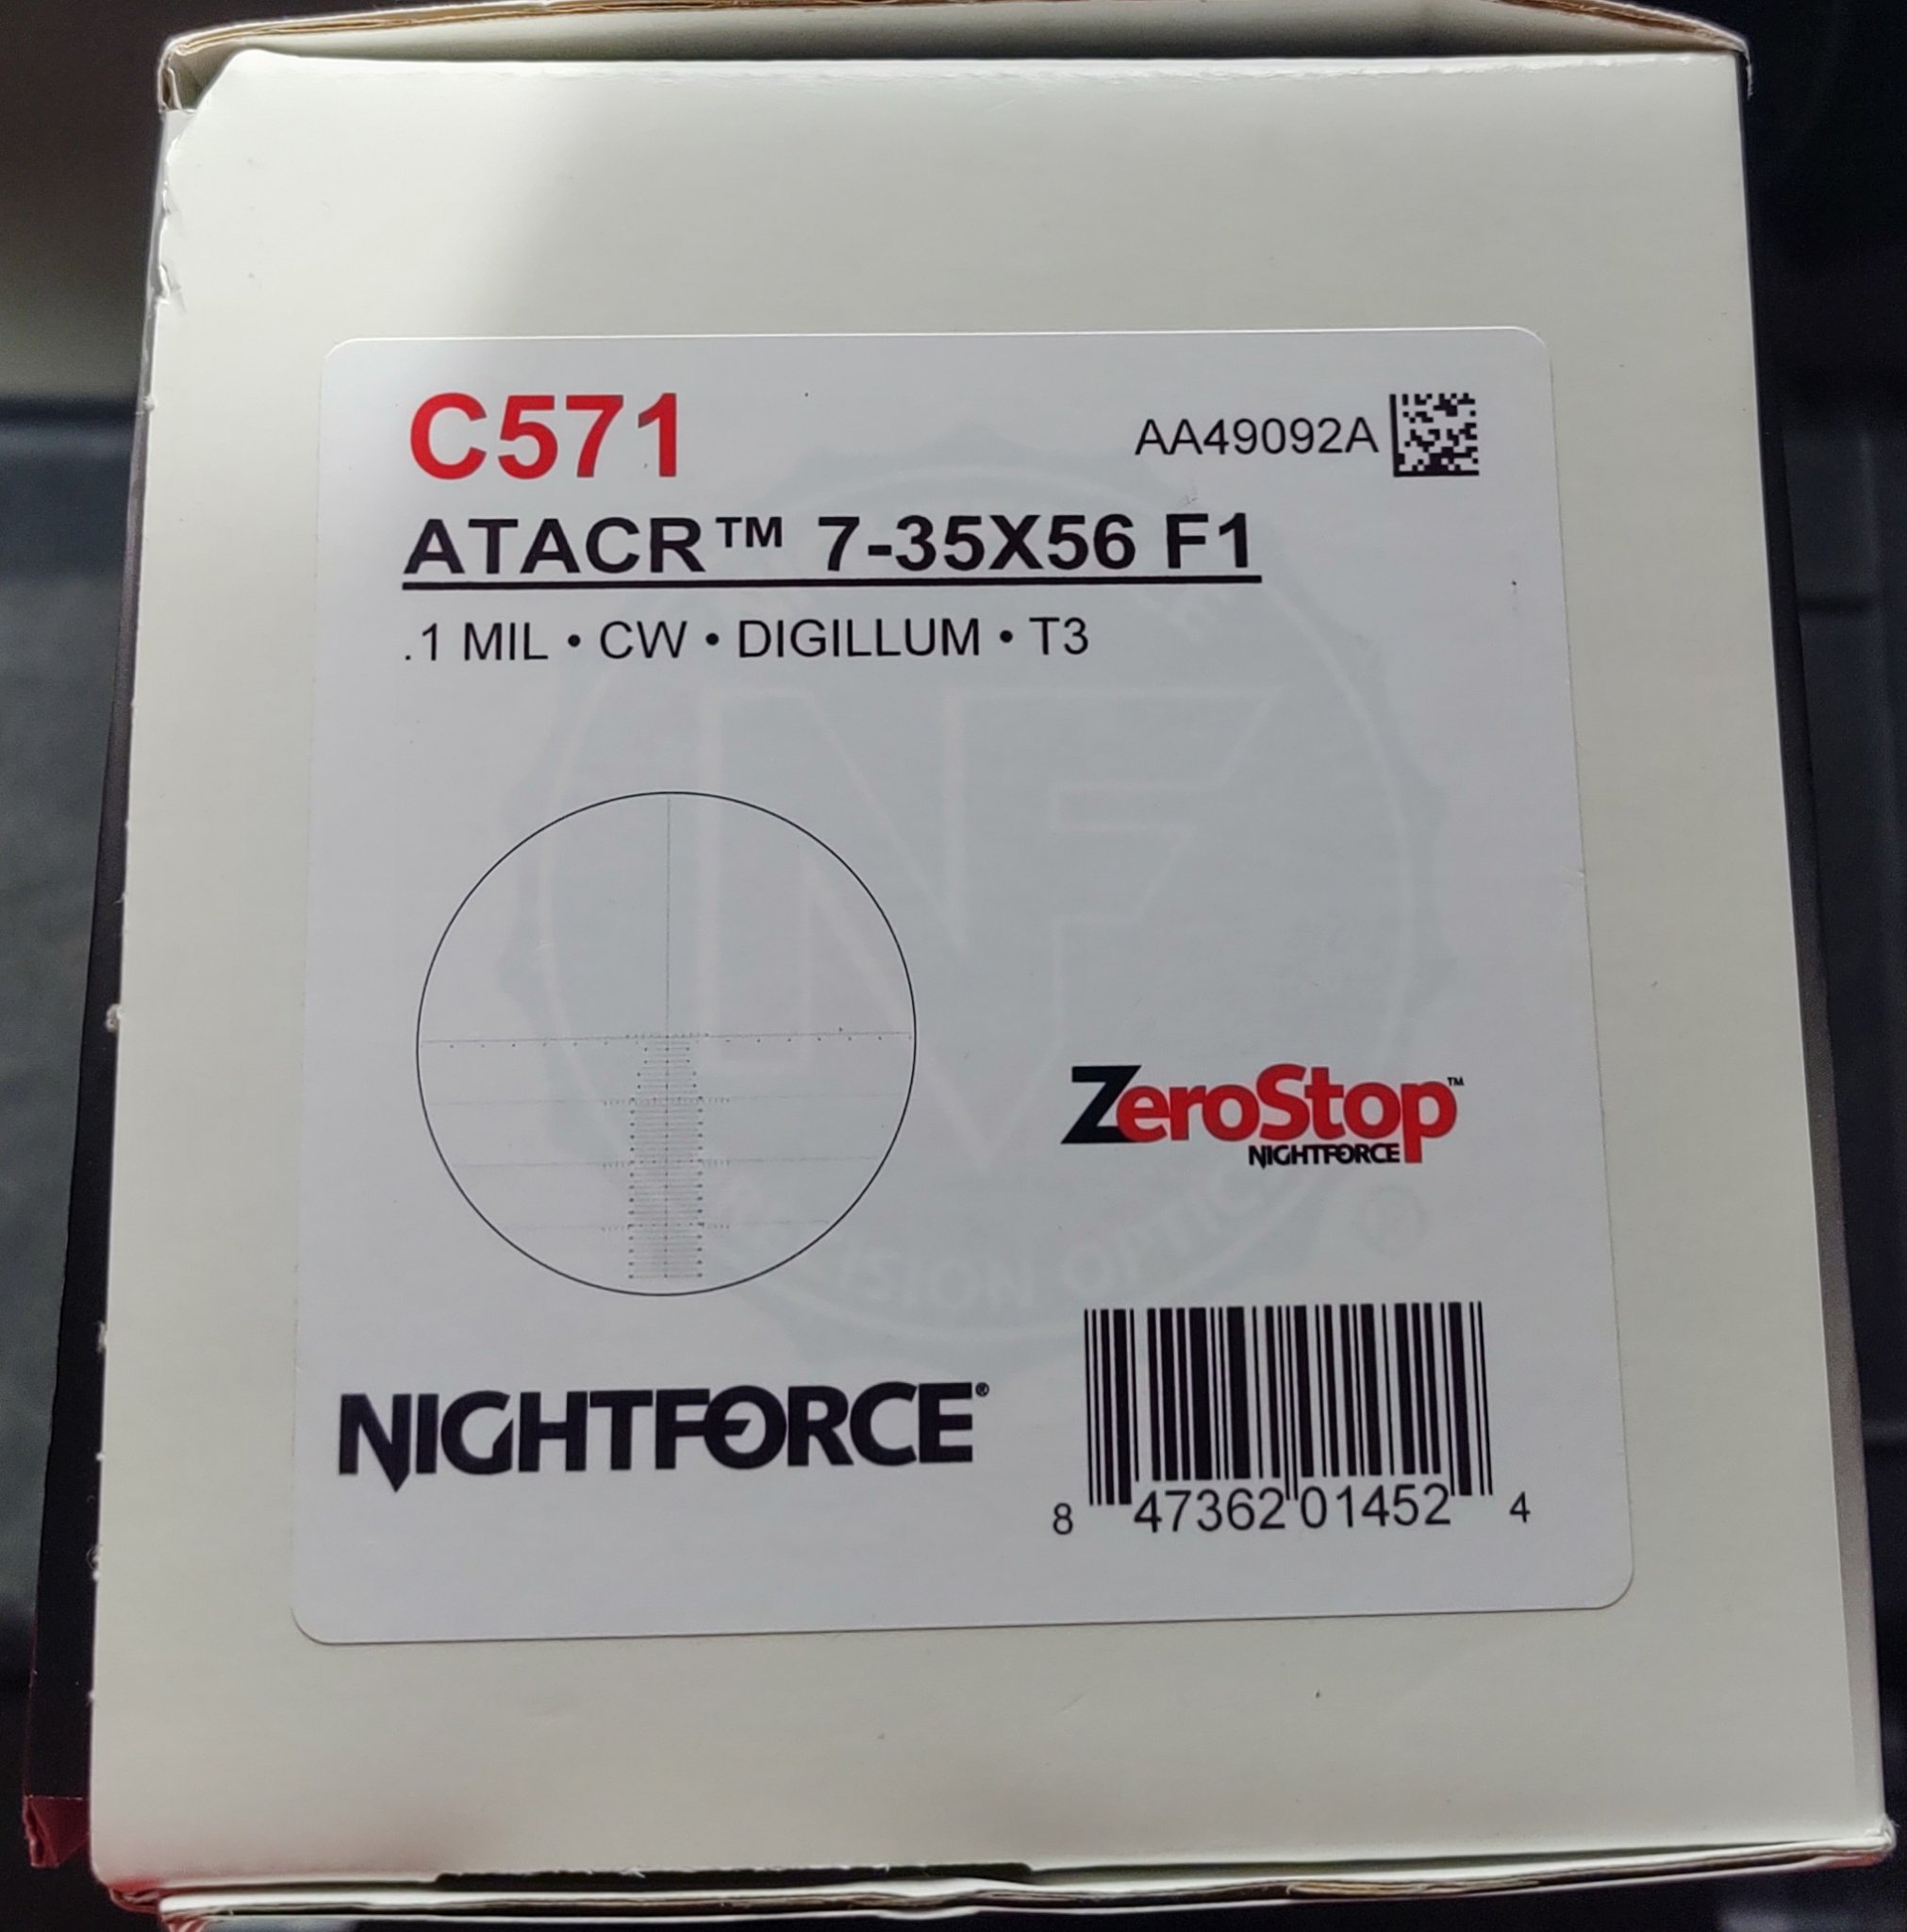 C571
AA49092A
ATACR™ 7-35X56 F1
.1 MIL • CW • DIGILLUM • T3
ZeroStop™
NIGHTFORCE
NIGHTFORCE®
8 47362 01452 4